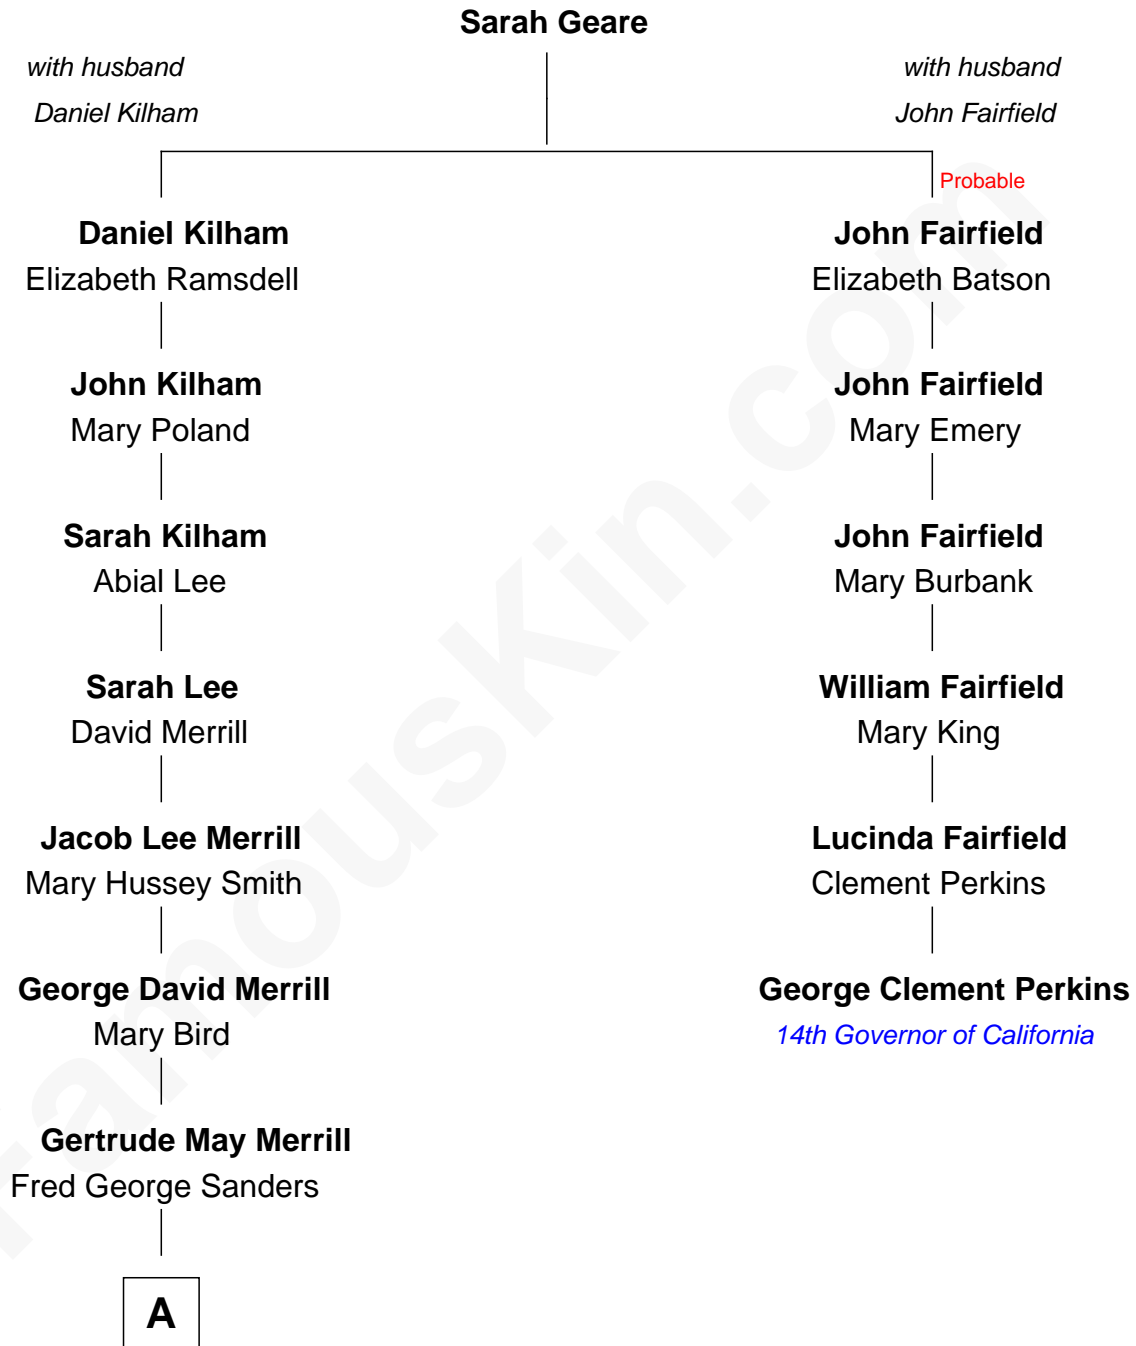 Sarah Geare
with husband
Daniel Kilham
with husband
John Fairfield
Probable
Daniel Kilham
Elizabeth Ramsdell
John Fairfield
Elizabeth Batson
John Kilham
Mary Poland
John Fairfield
Mary Emery
Sarah Kilham
Abial Lee
John Fairfield
Mary Burbank
Sarah Lee
David Merrill
William Fairfield
Mary King
Jacob Lee Merrill
Mary Hussey Smith
Lucinda Fairfield
Clement Perkins
George David Merrill
Mary Bird
George Clement Perkins
14th Governor of California
Gertrude May Merrill
Fred George Sanders
A
FamousKin.com